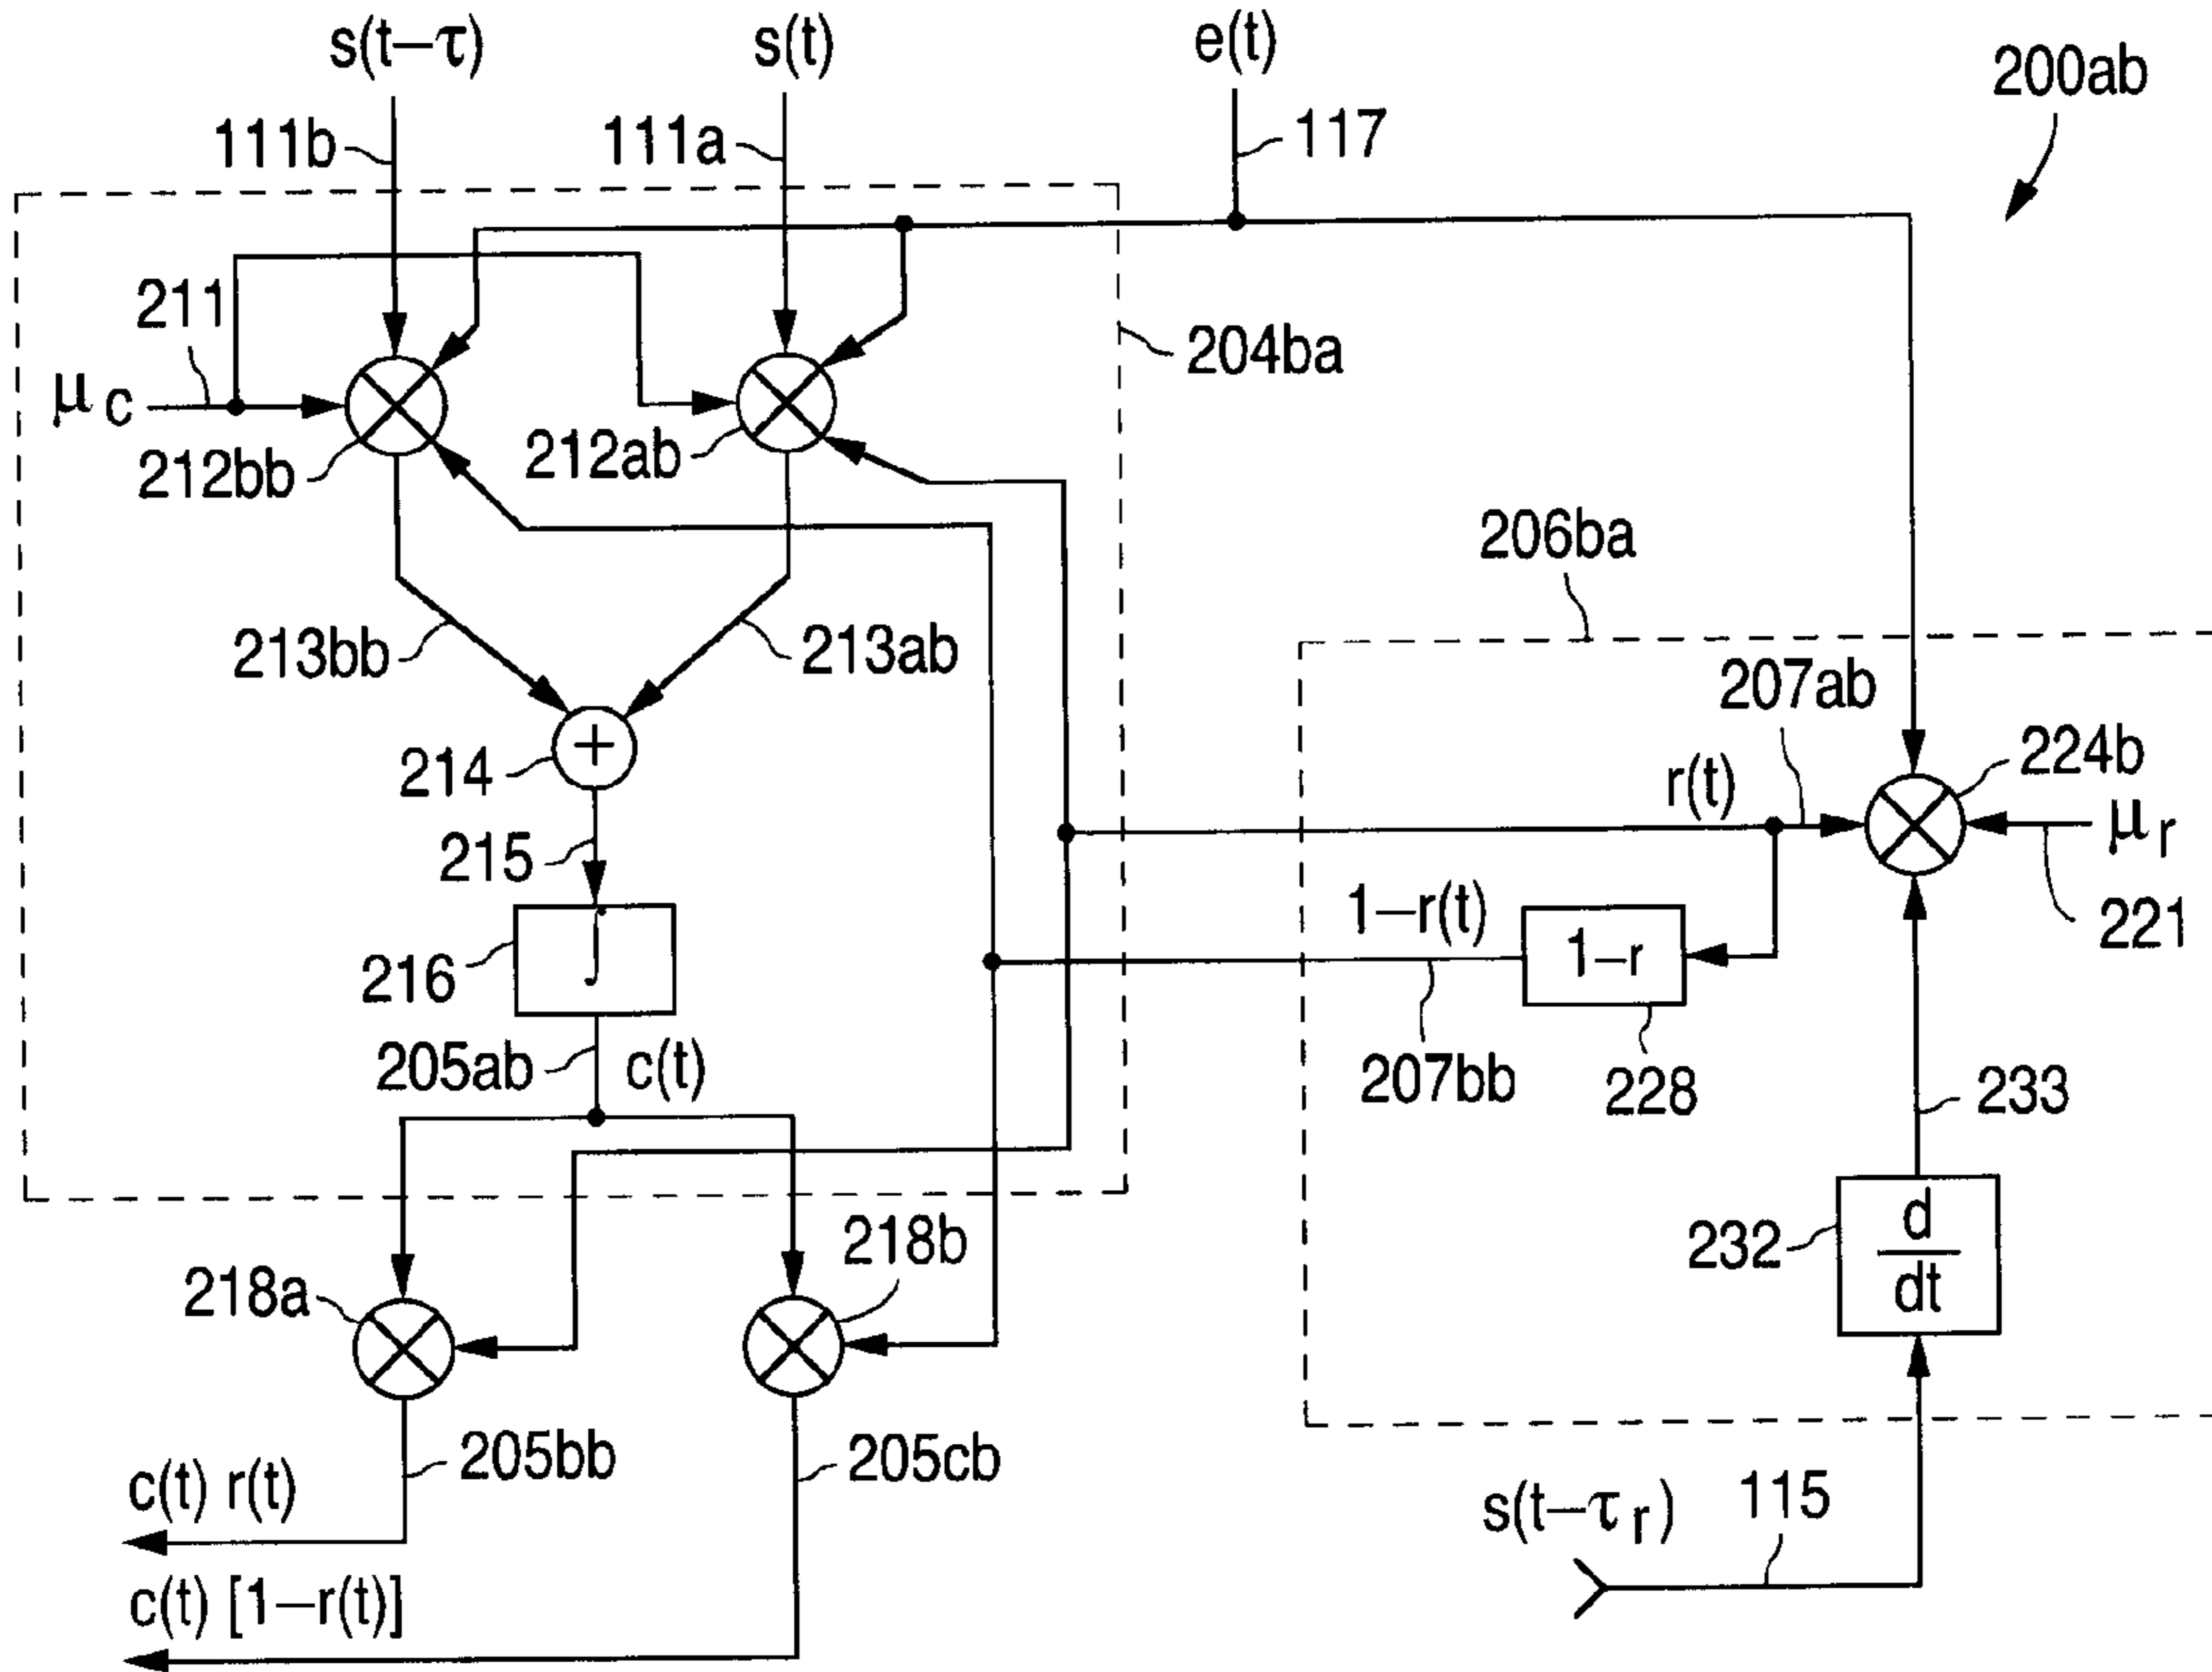 s(t−τ)
s(t)
e(t)
200ab
111b
111a
117
211
204ba
μc
212bb
212ab
206ba
213bb
213ab
207ab
+
214
224b
r(t)
μr
215
1−r(t)
221
∫
1−r
216
205ab
c(t)
207bb
228
233
218b
d
dt
232
218a
205bb
205cb
c(t) r(t)
s(t−τr)
115
c(t) [1−r(t)]